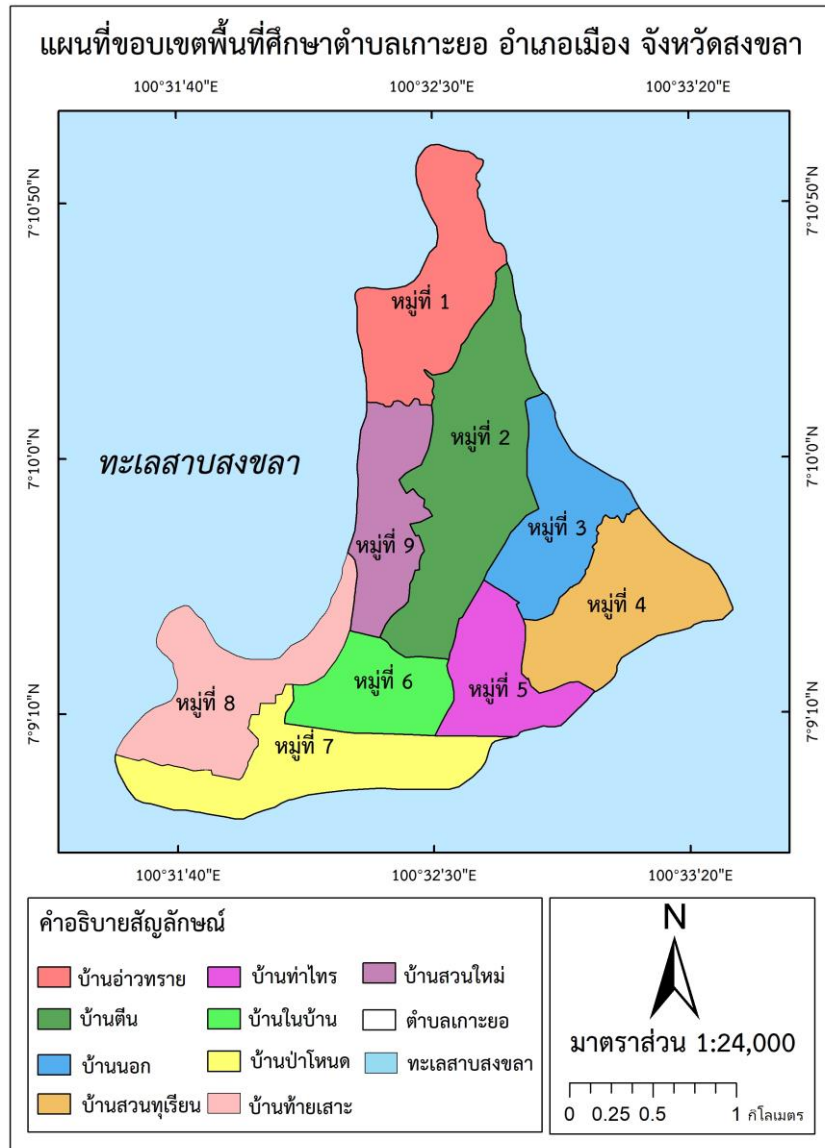 แผนที่ขอบเขตพื้นที่ศึกษาตำบลเกาะยอ อำเภอเมือง จังหวัดสงขลา
100°31'40"E 100°32'30"E 100°33'20"E
7°10'50"N 7°10'50"N
หมู่ที่ 1
หมู่ที่ 2
ทะเลสาบสงขลา
7°10'0"N 7°10'0"N
หมู่ที่ 3
หมู่ที่ 9
หมู่ที่ 4
หมู่ที่ 6
หมู่ที่ 5
หมู่ที่ 8
7°9'10"N 7°9'10"N
หมู่ที่ 7
100°31'40"E 100°32'30"E 100°33'20"E
คำอธิบายสัญลักษณ์
บ้านอ่าวทราย บ้านท่าไทร บ้านสวนใหม่
บ้านตีน บ้านในบ้าน ตำบลเกาะยอ
บ้านนอก บ้านป่าโหนด ทะเลสาบสงขลา
บ้านสวนทุเรียน บ้านท้ายเสาะ
N
มาตราส่วน 1:24,000
0 0.25 0.5 1 กิโลเมตร